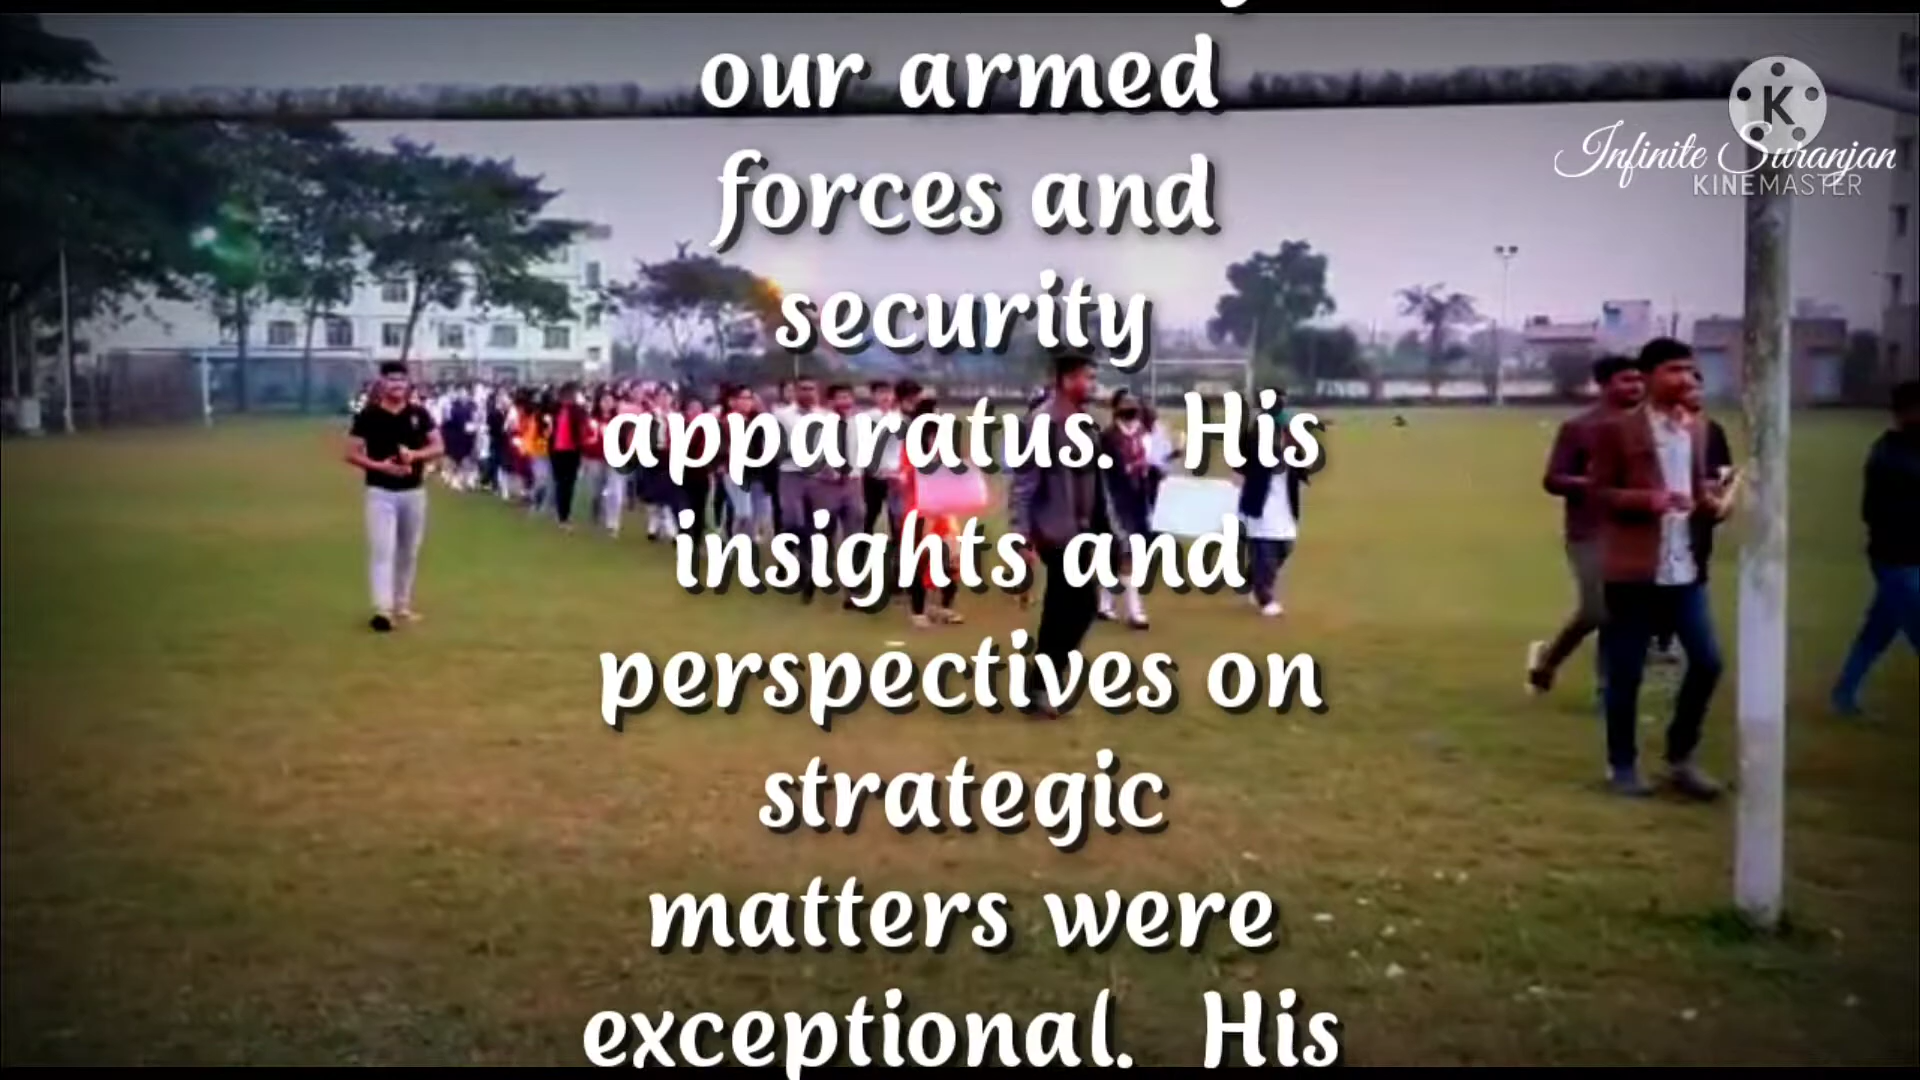 our armed
forces and
security
apparatus. His
insights and
perspectives on
strategic
matters were
exceptional. His
K
Infinite Suranjan
KINEMASTER